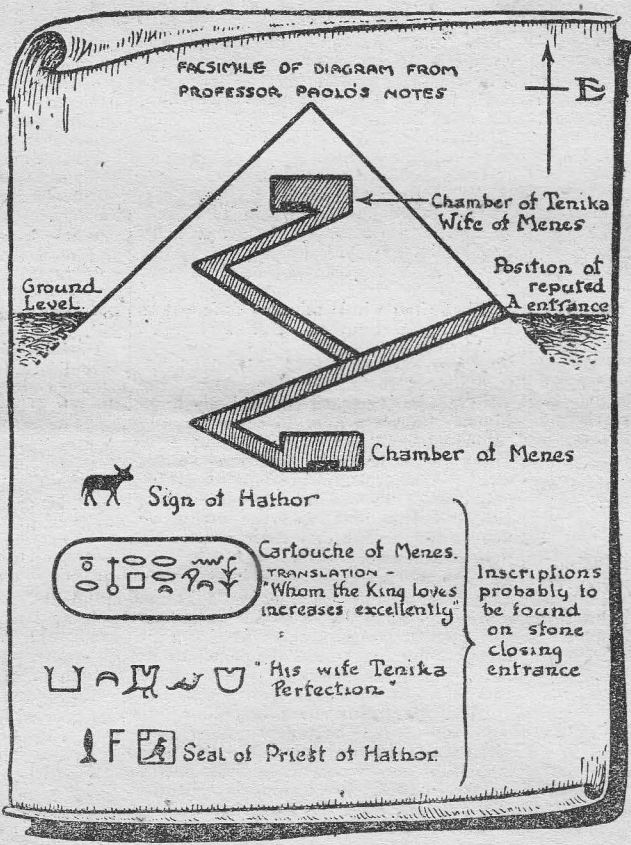 FACSIMILE OF DIAGRAM FROM
PROFESSOR PAOLO'S NOTES
E
Chamber of Tenika
Wife of Menes
Ground
Level
Position of
reputed
A entrance
Chamber of Menes
Sign of Hathor
Cartouche of Menes.
TRANSLATION -
"Whom the King loves
increases excellently"
Inscriptions
probably to
be found
on stone
closing
entrance
"His wife Tenika
Perfection."
Seal of Priest of Hathor